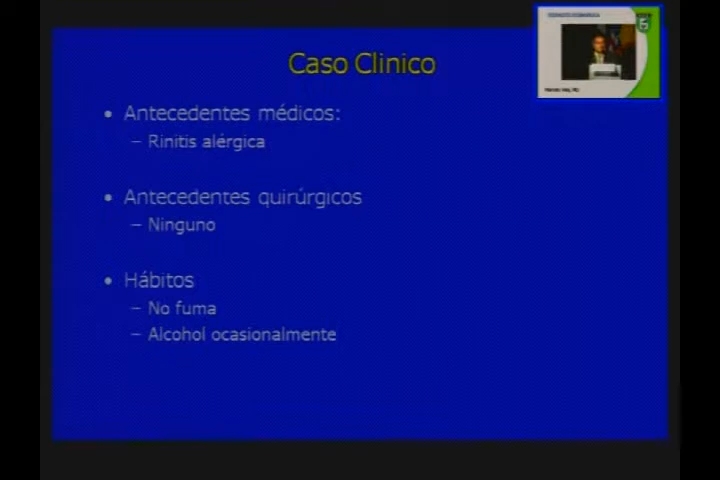 Caso Clinico
• Antecedentes médicos:
– Rinitis alérgica
• Antecedentes quirúrgicos
– Ninguno
• Hábitos
– No fuma
– Alcohol ocasionalmente